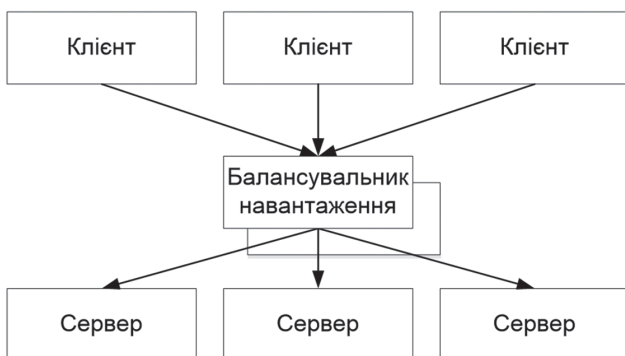 Клієнт
Клієнт
Клієнт
Балансувальник
навантаження
Сервер
Сервер
Сервер